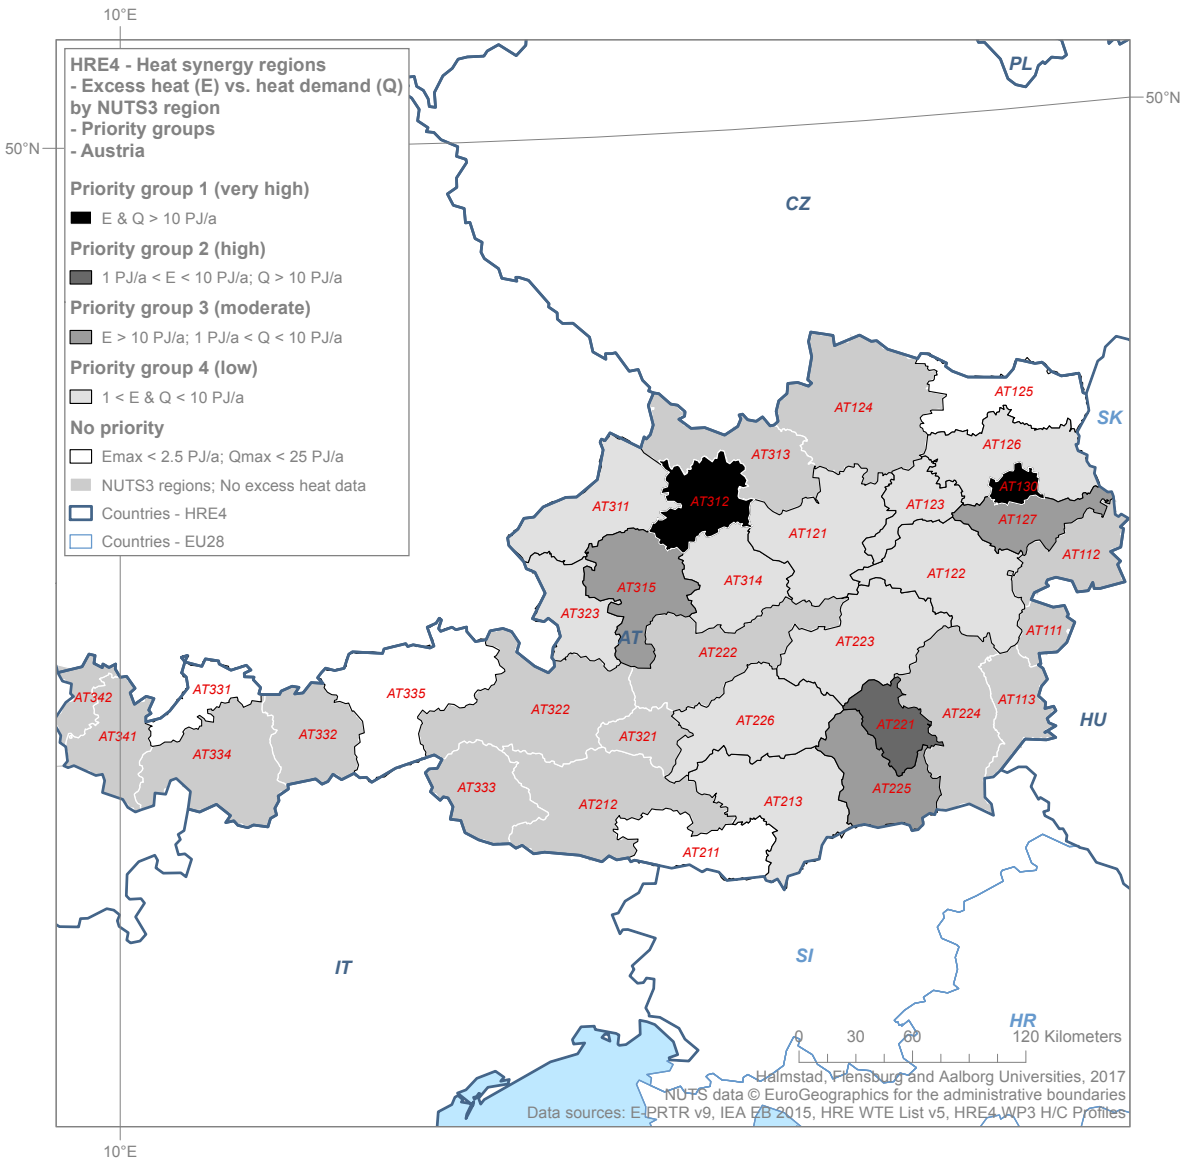 10°E
50°N
50°N
HRE4 - Heat synergy regions
- Excess heat (E) vs. heat demand (Q)
by NUTS3 region
- Priority groups
- Austria
Priority group 1 (very high)
E & Q > 10 PJ/a
Priority group 2 (high)
1 PJ/a < E < 10 PJ/a; Q > 10 PJ/a
Priority group 3 (moderate)
E > 10 PJ/a; 1 PJ/a < Q < 10 PJ/a
Priority group 4 (low)
1 < E & Q < 10 PJ/a
No priority
Emax < 2.5 PJ/a; Qmax < 25 PJ/a
NUTS3 regions; No excess heat data
Countries - HRE4
Countries - EU28
PL
CZ
SK
HU
AT
IT
SI
HR
AT125
AT124
AT126
AT313
AT130
AT312
AT311
AT123
AT127
AT121
AT112
AT122
AT314
AT315
AT323
AT111
AT223
AT222
AT331
AT335
AT342
AT113
AT322
AT224
AT226
AT221
AT341
AT332
AT321
AT334
AT333
AT225
AT213
AT212
AT211
0 30 60 120 Kilometers
Halmstad, Flensburg and Aalborg Universities, 2017
NUTS data © EuroGeographics for the administrative boundaries
Data sources: E-PRTR v9, IEA EB 2015, HRE WTE List v5, HRE4 WP3 H/C Profiles
10°E